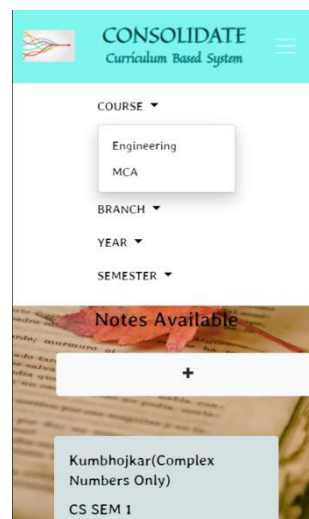 CONSOLIDATE
Curriculum Based System
COURSE
Engineering
MCA
BRANCH
YEAR
SEMESTER
Notes Available
+
Kumbhojkar(Complex
Numbers Only)
CS SEM 1